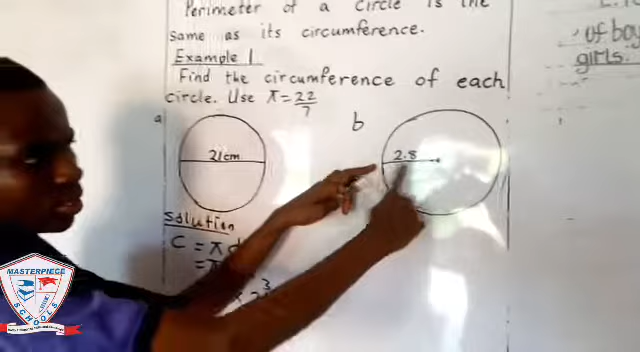 Perimeter of a circle is the
same as its circumference.
Example 1
Find the circumference of each
circle. Use π = 22/7
a
21cm
b
2.8
Solution
C = π d
= π
3
of boy
girls.
MASTERPIECE
SCHOOLS